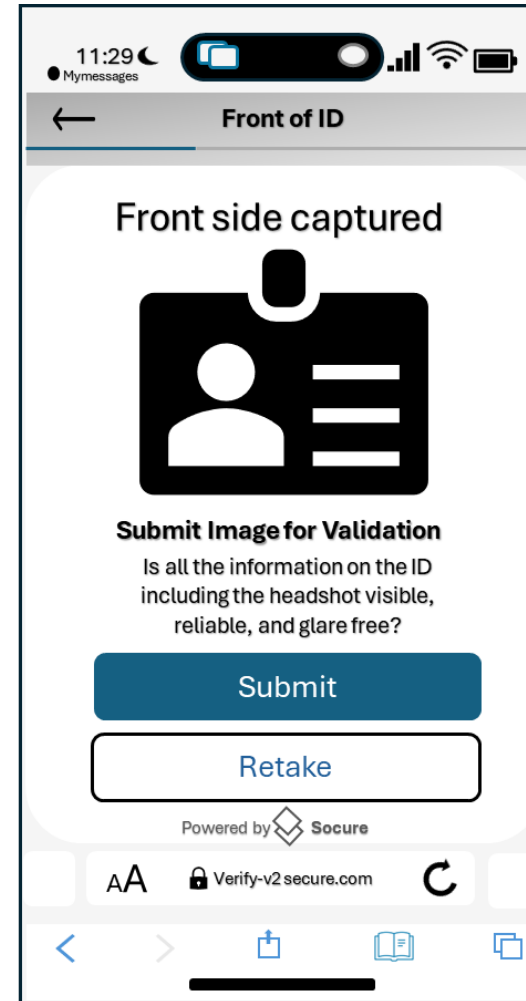 11:29
Mymessages
Front of ID
Front side captured
Submit Image for Validation
Is all the information on the ID
including the headshot visible,
reliable, and glare free?
Submit
Retake
Powered by Socure
AA Verify-v2 secure.com